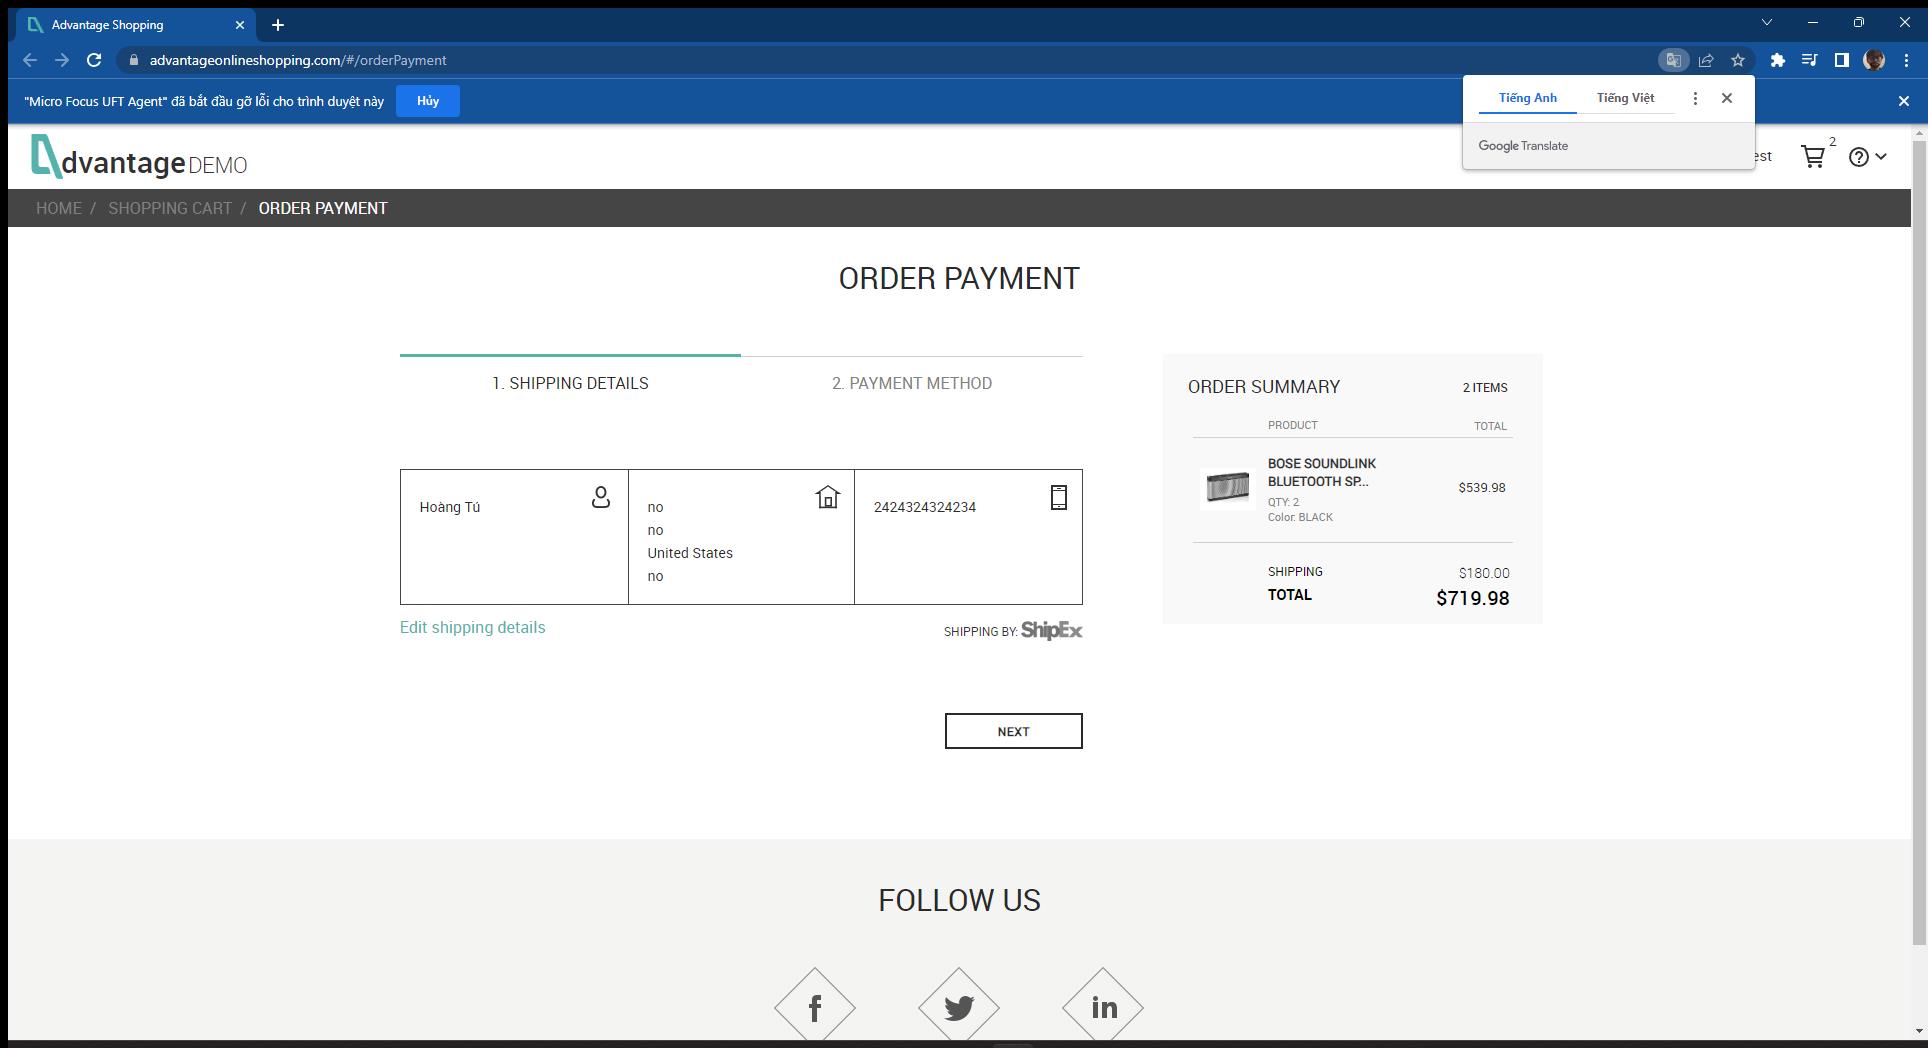 Advantage Shopping
advantageonlineshopping.com/#/orderPayment
"Micro Focus UFT Agent" đã bắt đầu gỡ lỗi cho trình duyệt này
Hủy
Tiếng Anh Tiếng Việt
Google Translate
dvantage DEMO
est
2
HOME / SHOPPING CART / ORDER PAYMENT
ORDER PAYMENT
1. SHIPPING DETAILS
2. PAYMENT METHOD
Hoàng Tú
no
no
United States
no
2424324324234
Edit shipping details
SHIPPING BY: ShipEx
NEXT
ORDER SUMMARY 2 ITEMS
PRODUCT TOTAL
BOSE SOUNDLINK
BLUETOOTH SP...
$539.98
QTY: 2
Color: BLACK
SHIPPING $180.00
TOTAL $719.98
FOLLOW US
f
in